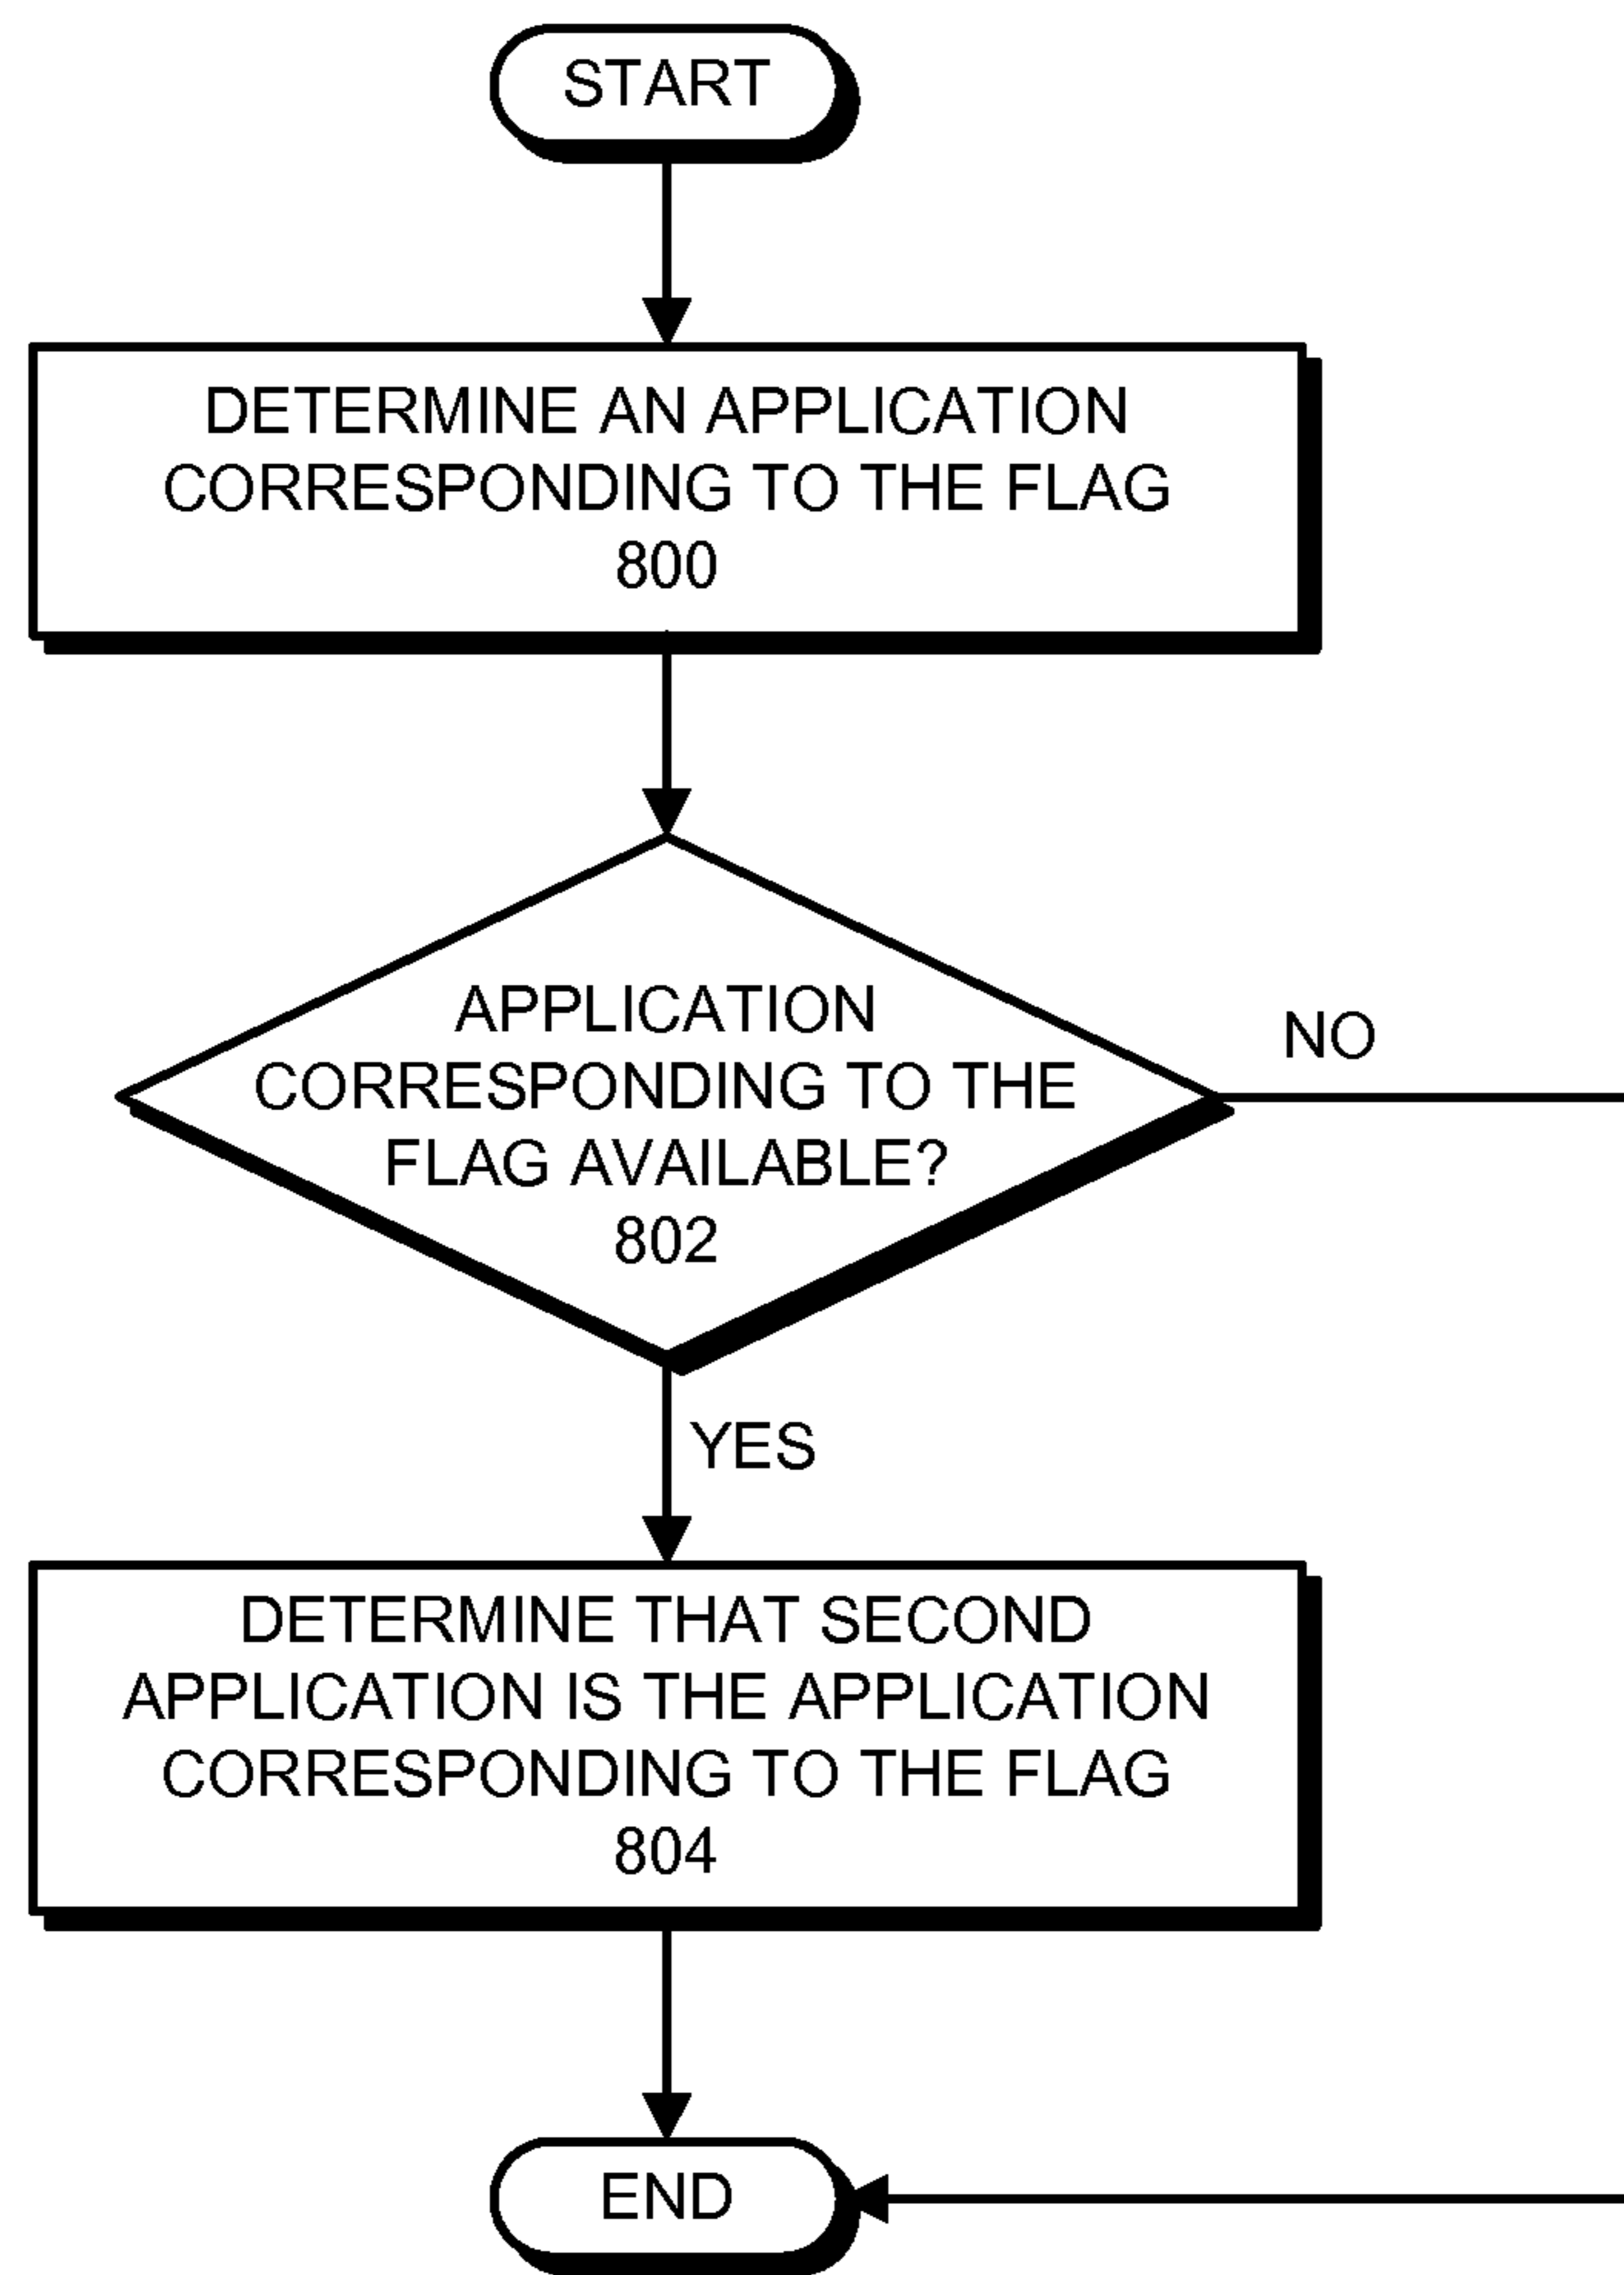 START
DETERMINE AN APPLICATION
CORRESPONDING TO THE FLAG
800
APPLICATION
CORRESPONDING TO THE
FLAG AVAILABLE?
802
NO
YES
DETERMINE THAT SECOND
APPLICATION IS THE APPLICATION
CORRESPONDING TO THE FLAG
804
END